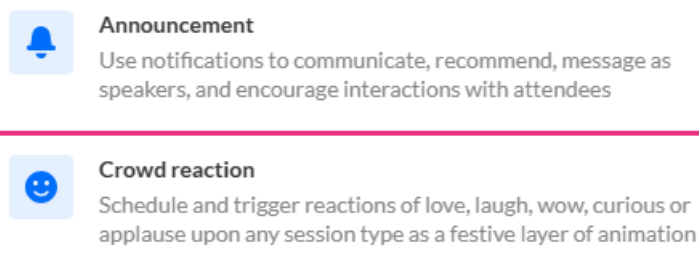 Announcement
Use notifications to communicate, recommend, message as
speakers, and encourage interactions with attendees
Crowd reaction
Schedule and trigger reactions of love, laugh, wow, curious or
applause upon any session type as a festive layer of animation